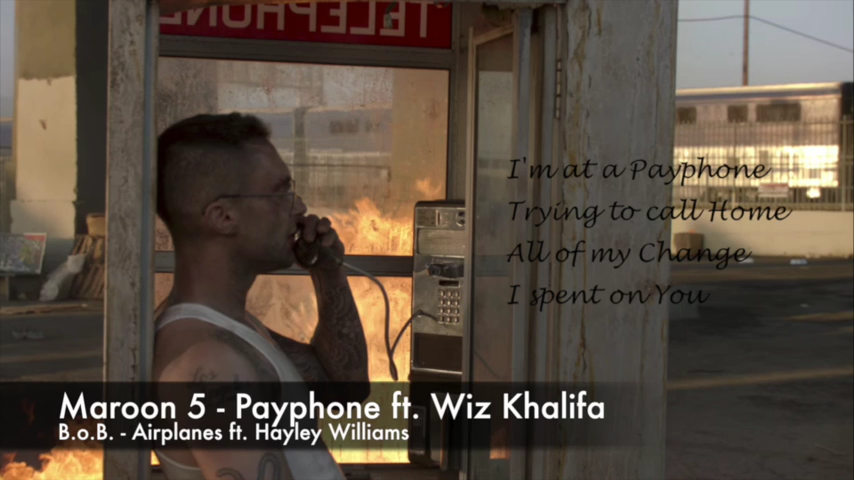 TELEPHONE
I'm at a Payphone
Trying to call Home
All of my Change
I spent on You
Maroon 5 - Payphone ft. Wiz Khalifa
B.o.B. - Airplanes ft. Hayley Williams